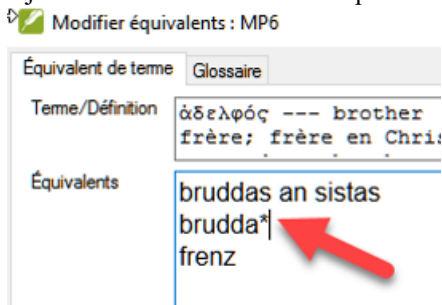 Modifier équivalents : MP6
Équivalent de terme Glossaire
Terme/Définition
ἀδελφός --- brother
frère; frère en Chris
Équivalents
bruddas an sistas
brudda*
frenz